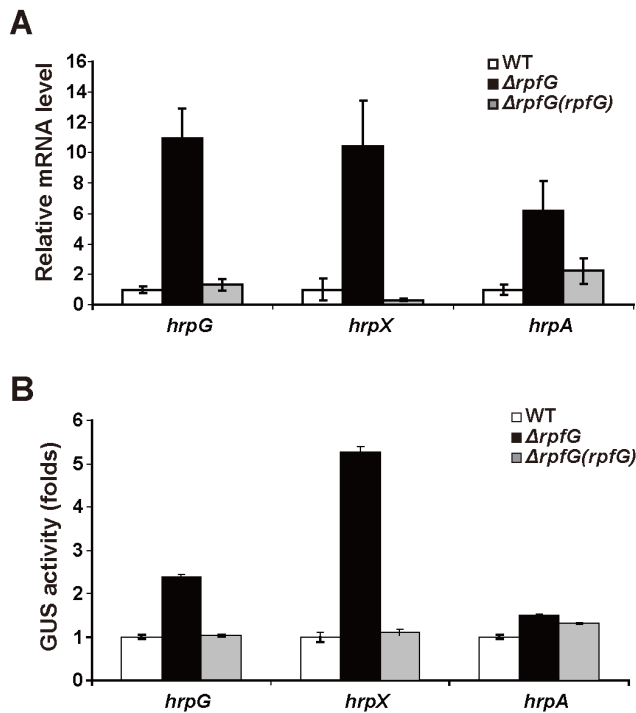 A
Relative mRNA level
16
14
12
10
8
6
4
2
0
WT
ΔrpfG
ΔrpfG(rpfG)
hrpG hrpX hrpA
B
GUS activity (folds)
6
5
4
3
2
1
0
WT
ΔrpfG
ΔrpfG(rpfG)
hrpG hrpX hrpA